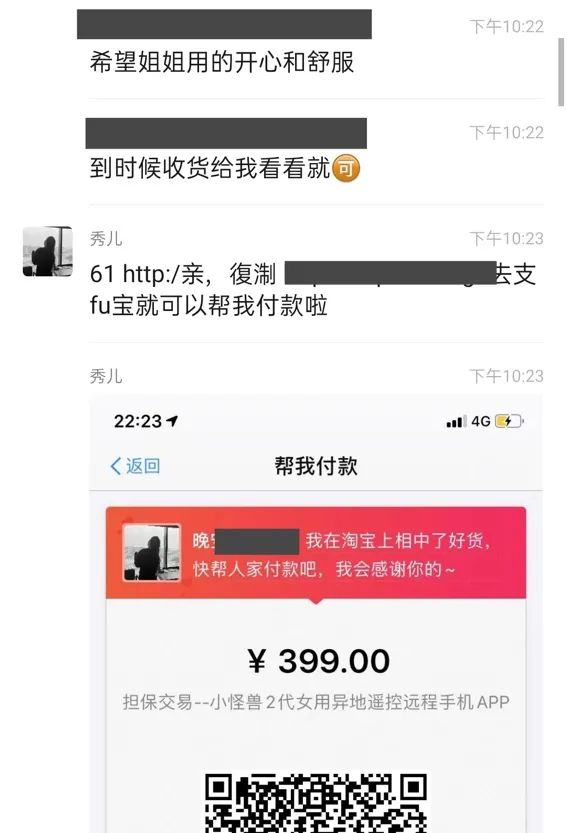 下午10:22
希望姐姐用的开心和舒服
下午10:22
到时候收货给我看看就🉑
秀儿
下午10:23
61 http:/亲，復淛
去支
fu宝就可以帮我付款啦
秀儿
下午10:23
22:23
4G
返回
帮我付款
晚
我在淘宝上相中了好货，
快帮人家付款吧，我会感谢你的~
¥ 399.00
担保交易--小怪兽2代女用异地遥控远程手机APP